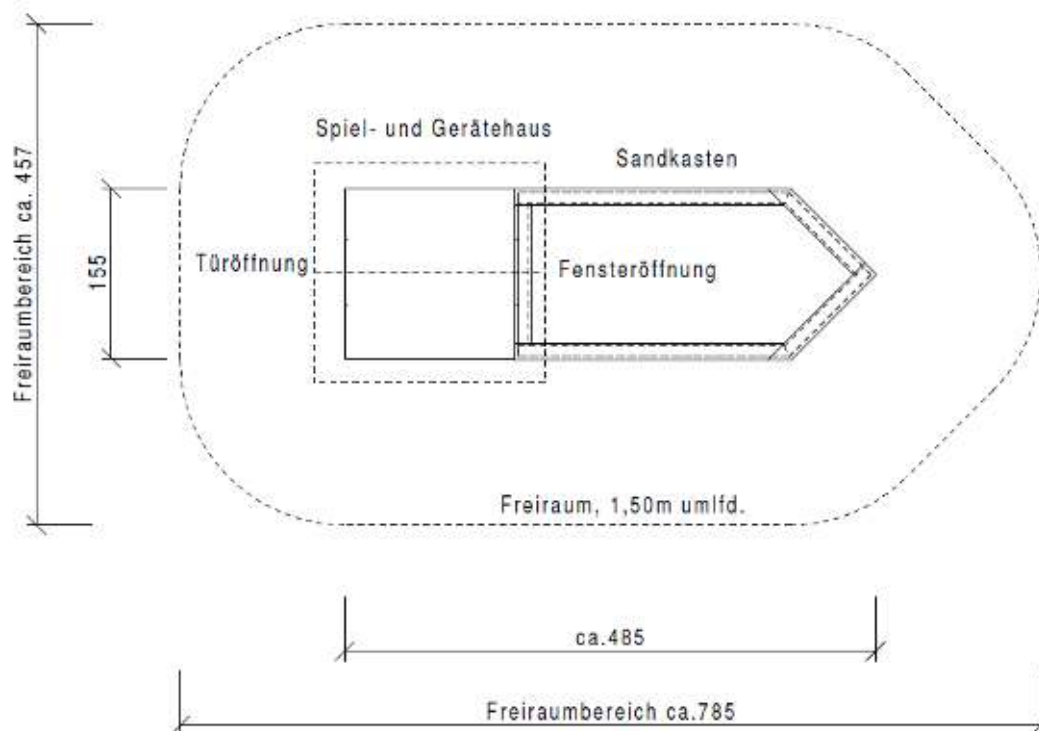 Spiel- und Gerätehaus
Sandkasten
Freiraumbereich ca. 457
155
Türöffnung
Fensteröffnung
Freiraum, 1,50m umlfd.
ca.485
Freiraumbereich ca.785